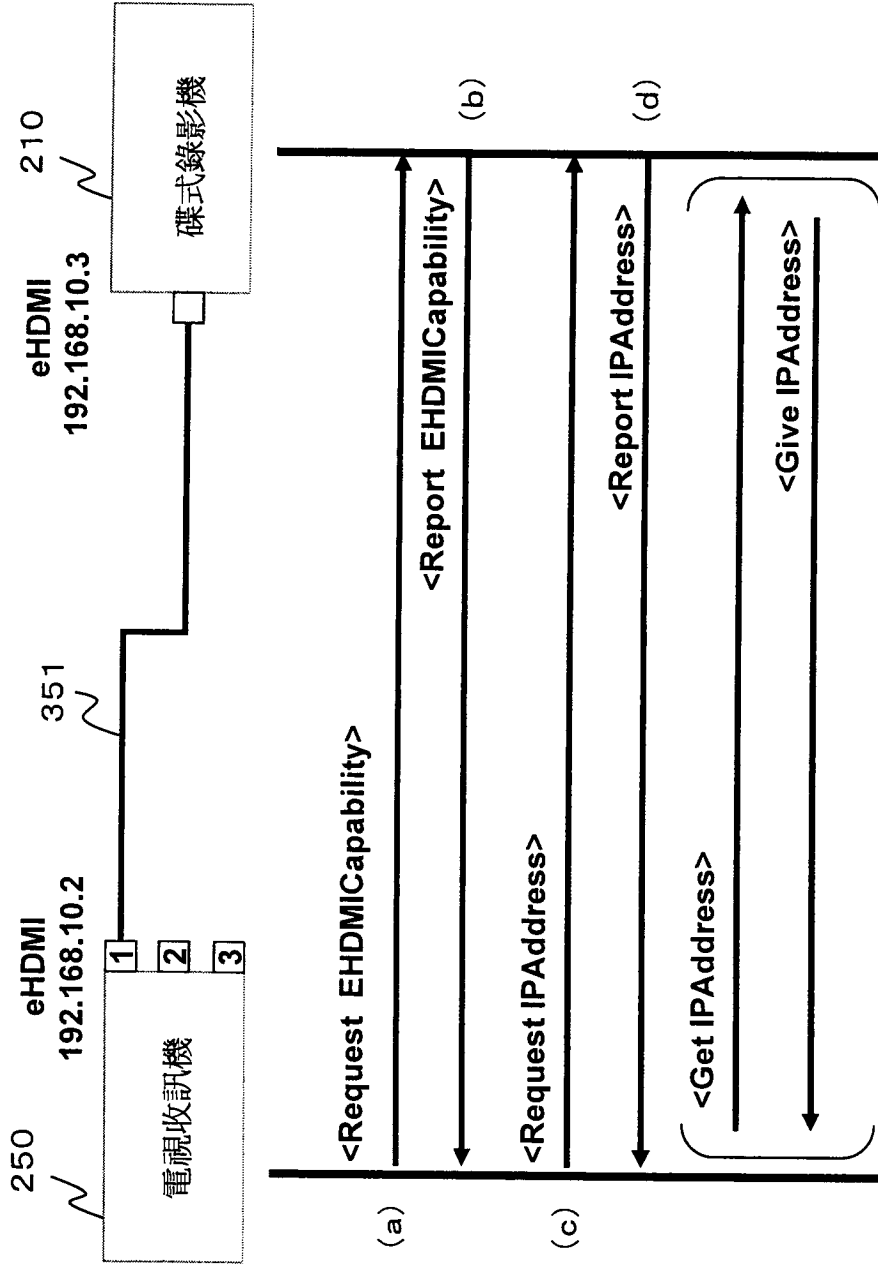 250
電視收訊機
eHDMI
192.168.10.2
1
2
3
351
eHDMI
192.168.10.3
210
碟式錄影機
(a)
<Request EHDMICapability>
<Report EHDMICapability>
(b)
(c)
<Request IPAddress>
<Report IPAddress>
(d)
<Get IPAddress>
<Give IPAddress>